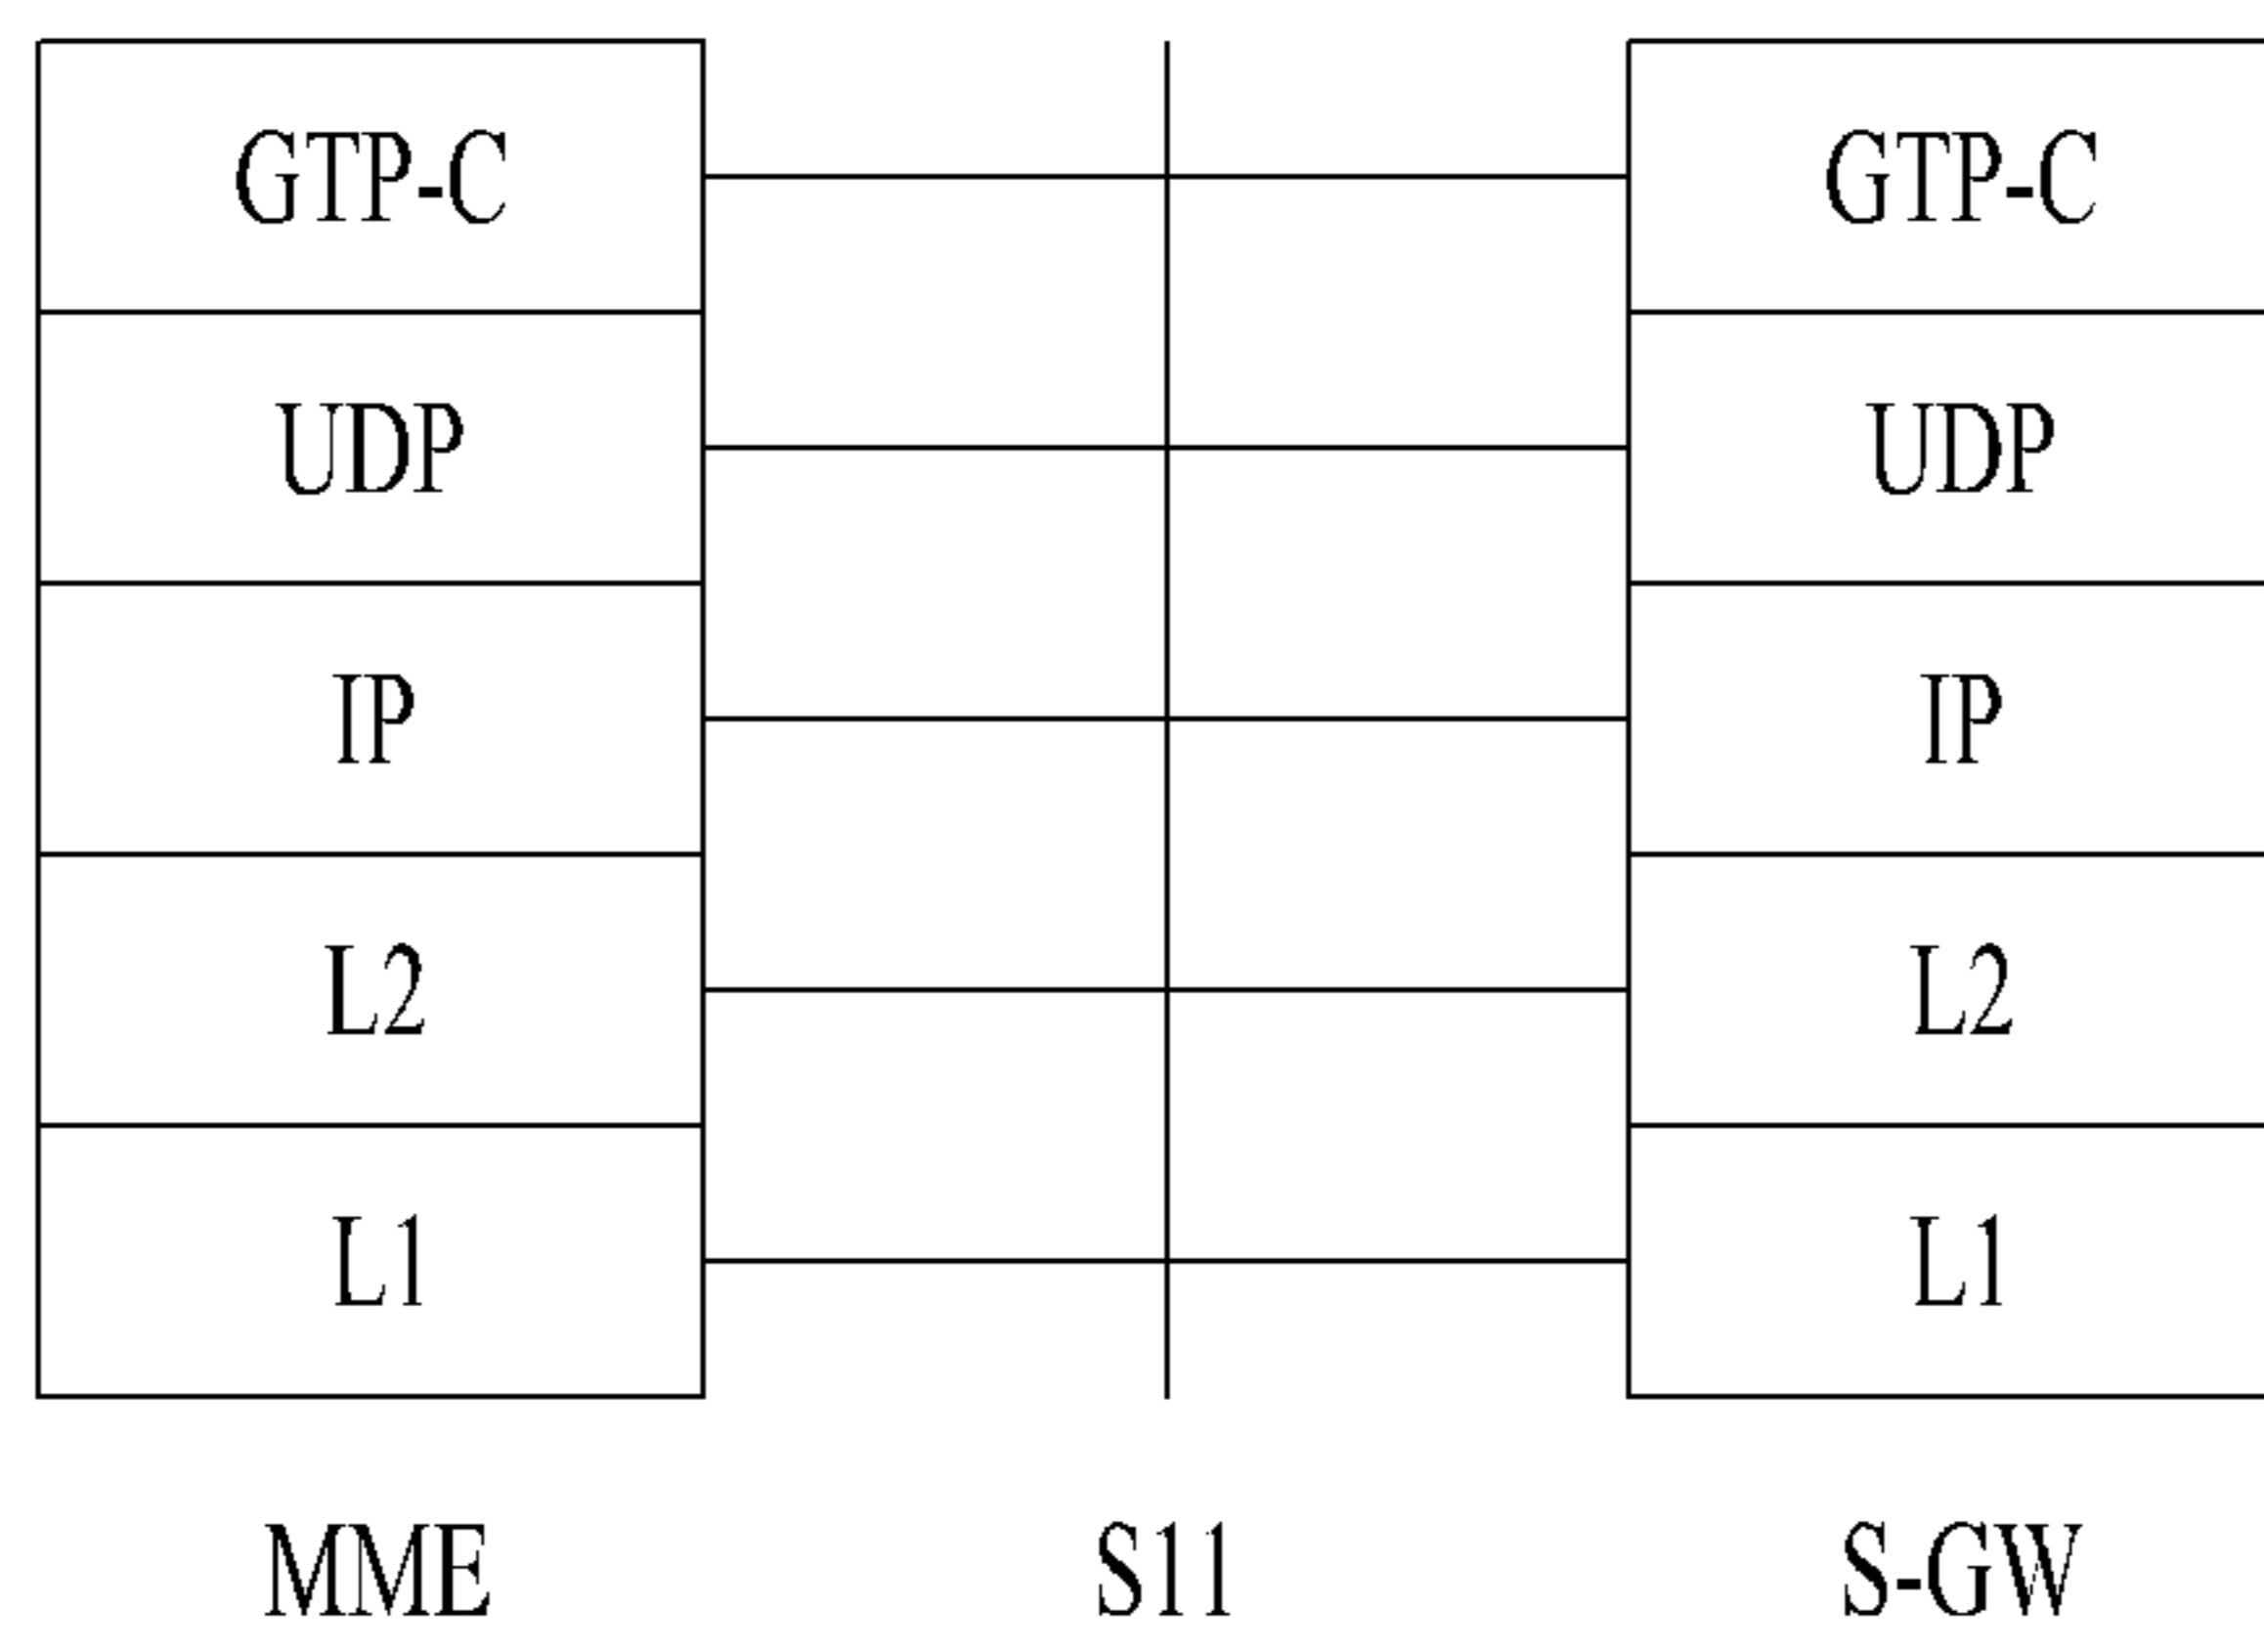 GTP-C GTP-C
UDP UDP
IP IP
L2 L2
L1 L1
MME S11 S-GW